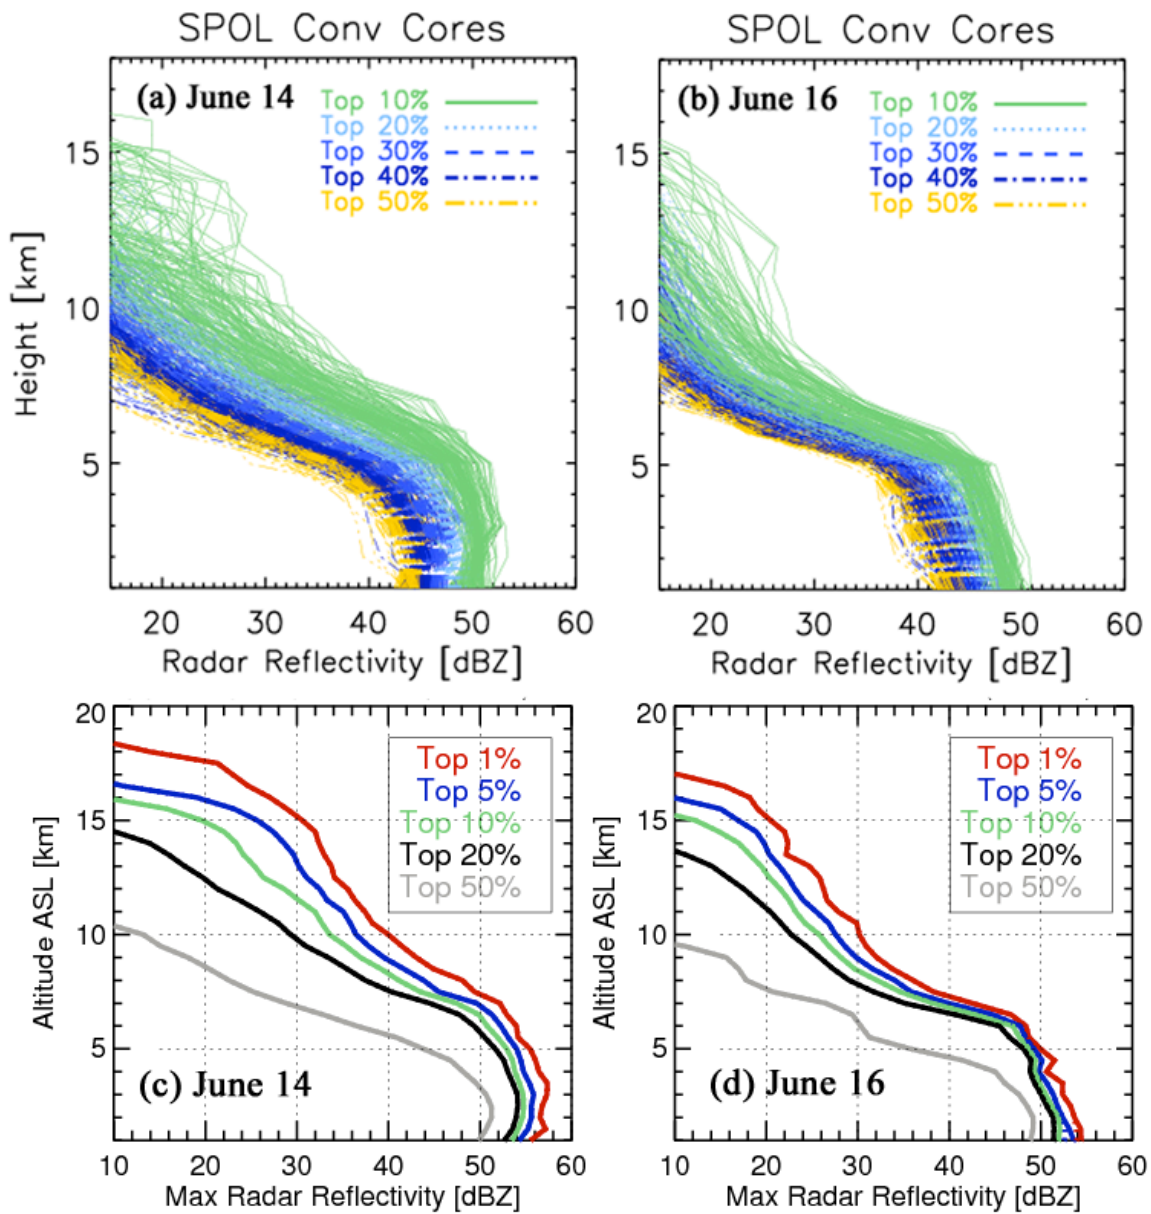 SPOL Conv Cores
(a) June 14
Top 10%
Top 20%
Top 30%
Top 40%
Top 50%
15
10
5
Height [km]
20 30 40 50 60
Radar Reflectivity [dBZ]
SPOL Conv Cores
(b) June 16
Top 10%
Top 20%
Top 30%
Top 40%
Top 50%
15
10
5
20 30 40 50 60
Radar Reflectivity [dBZ]
20
15
10
5
Altitude ASL [km]
Top 1%
Top 5%
Top 10%
Top 20%
Top 50%
(c) June 14
10 20 30 40 50 60
Max Radar Reflectivity [dBZ]
20
15
10
5
Altitude ASL [km]
Top 1%
Top 5%
Top 10%
Top 20%
Top 50%
(d) June 16
10 20 30 40 50 60
Max Radar Reflectivity [dBZ]